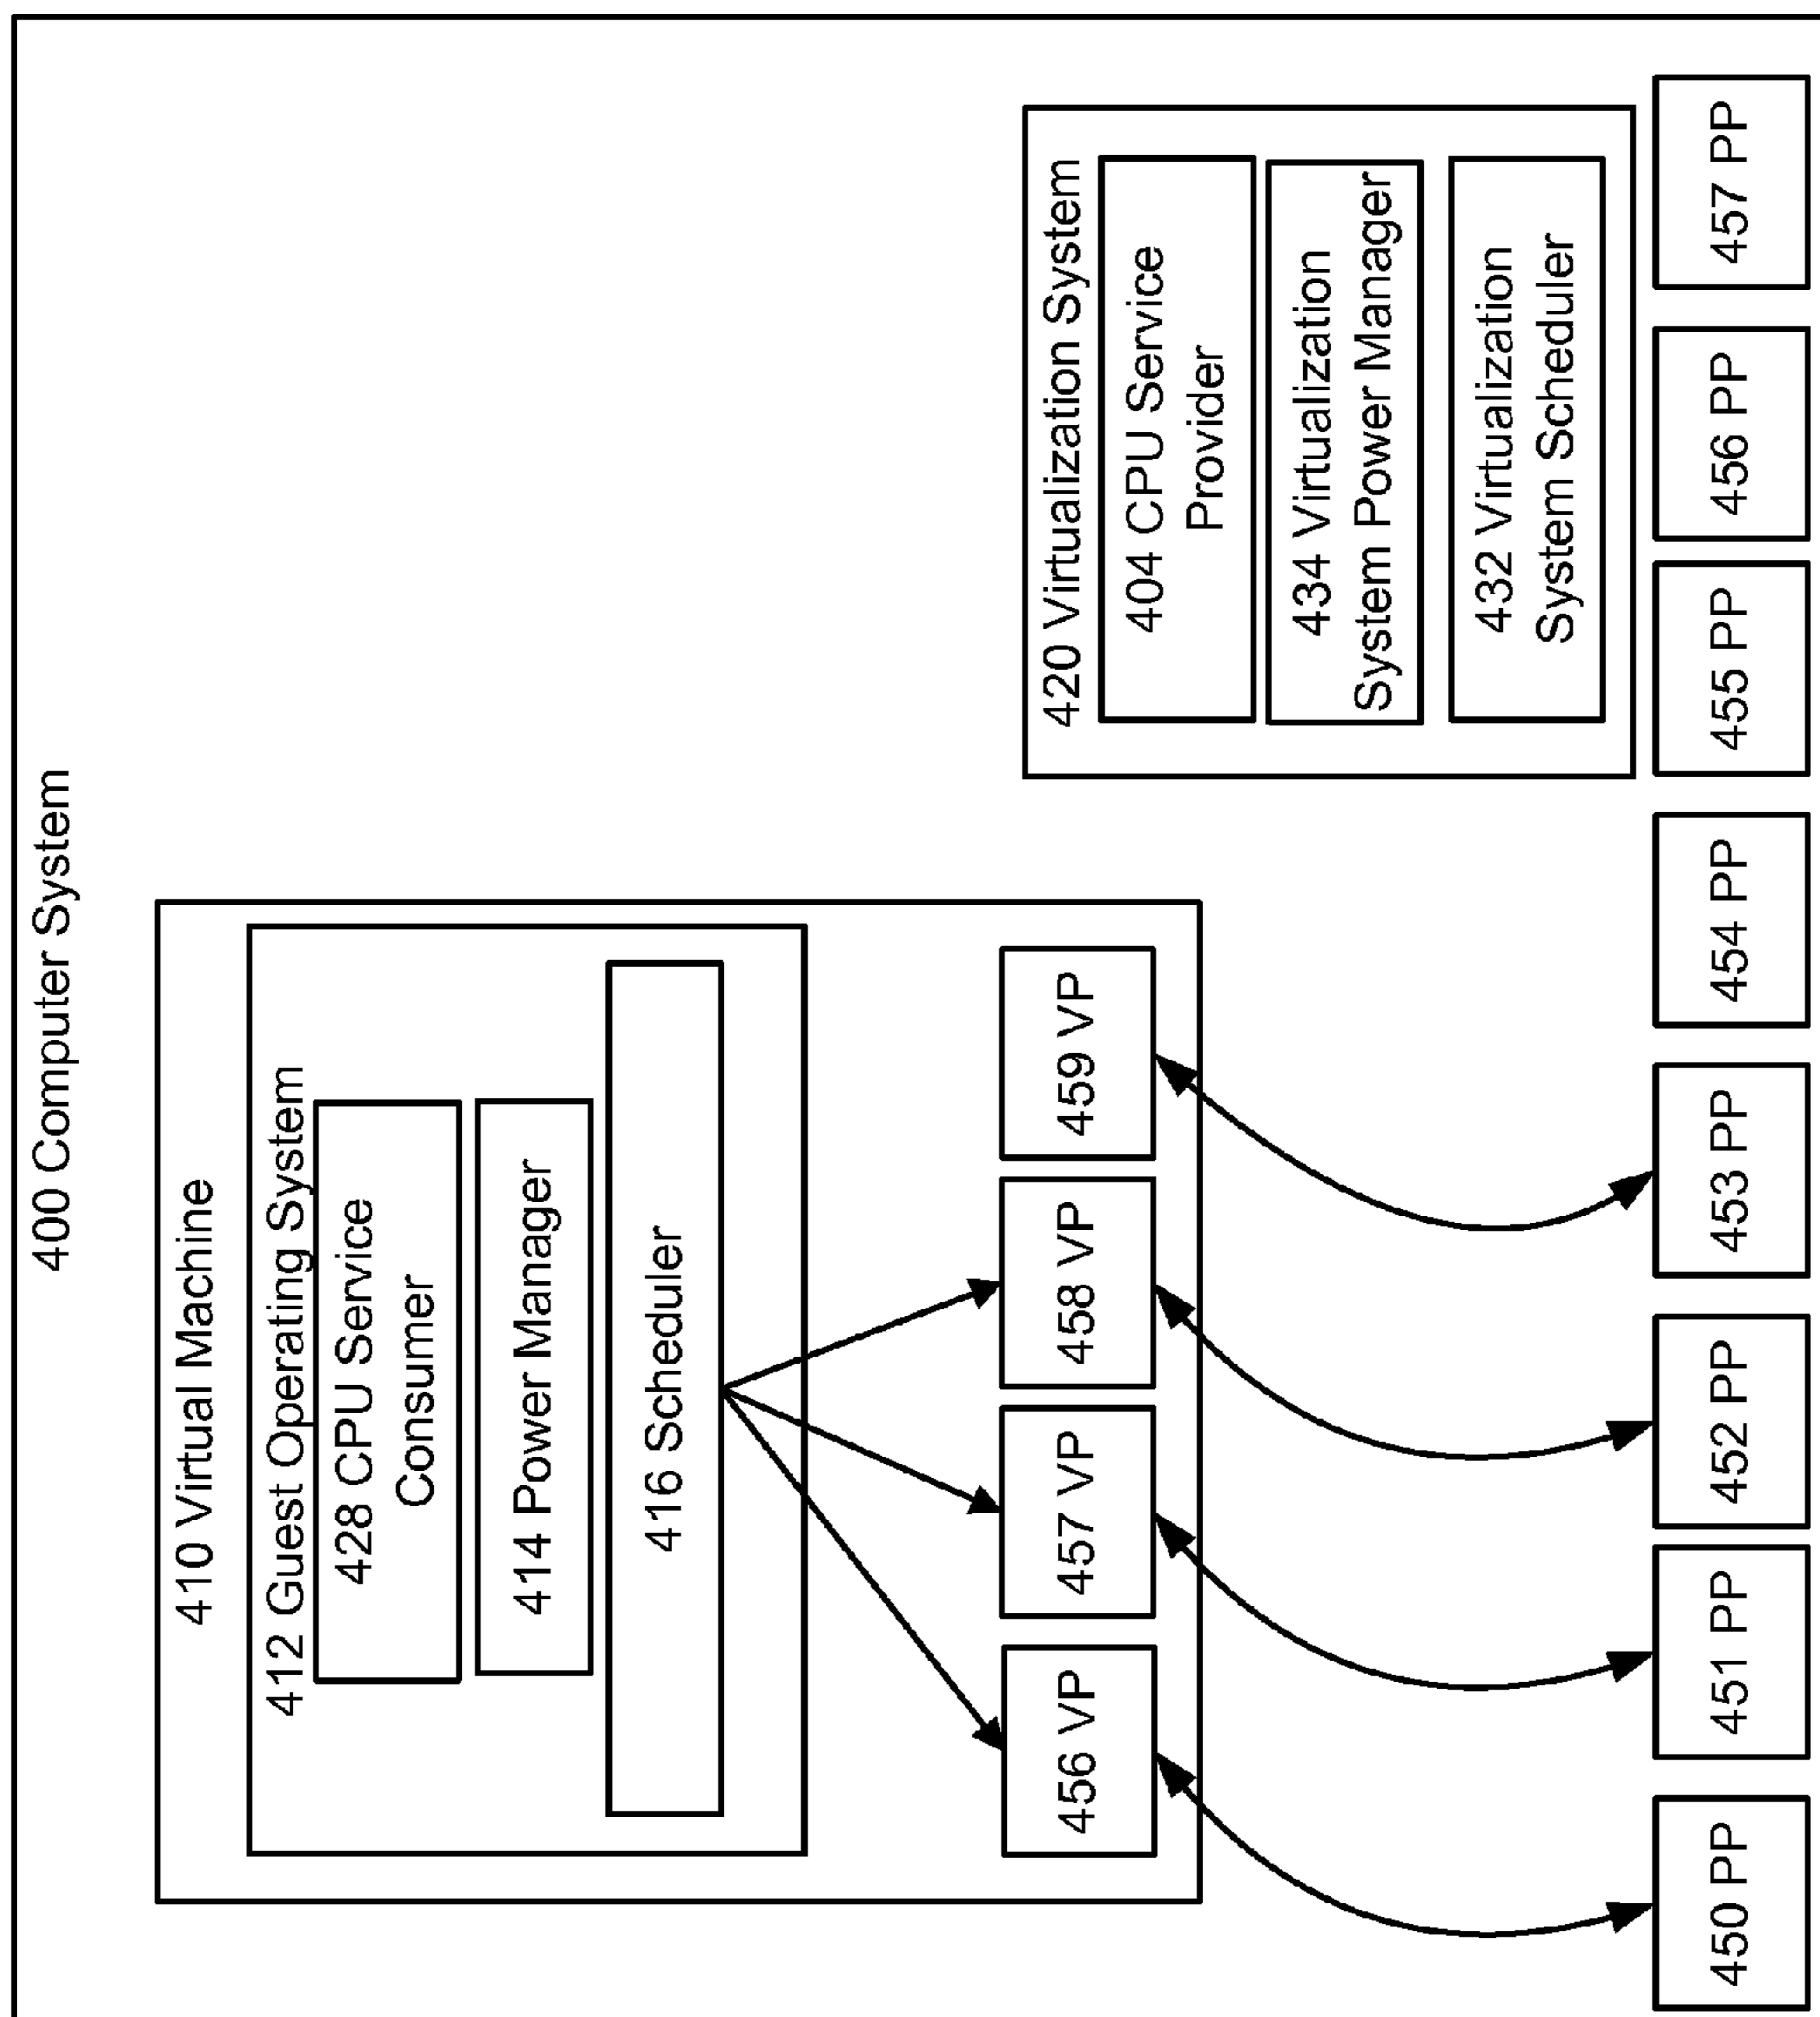 400 Computer System
410 Virtual Machine
412 Guest Operating System
428 CPU Service
Consumer
414 Power Manager
416 Scheduler
456 VP
457 VP
458 VP
459 VP
420 Virtualization System
404 CPU Service
Provider
434 Virtualization
System Power Manager
432 Virtualization
System Scheduler
450 PP
451 PP
452 PP
453 PP
454 PP
455 PP
456 PP
457 PP